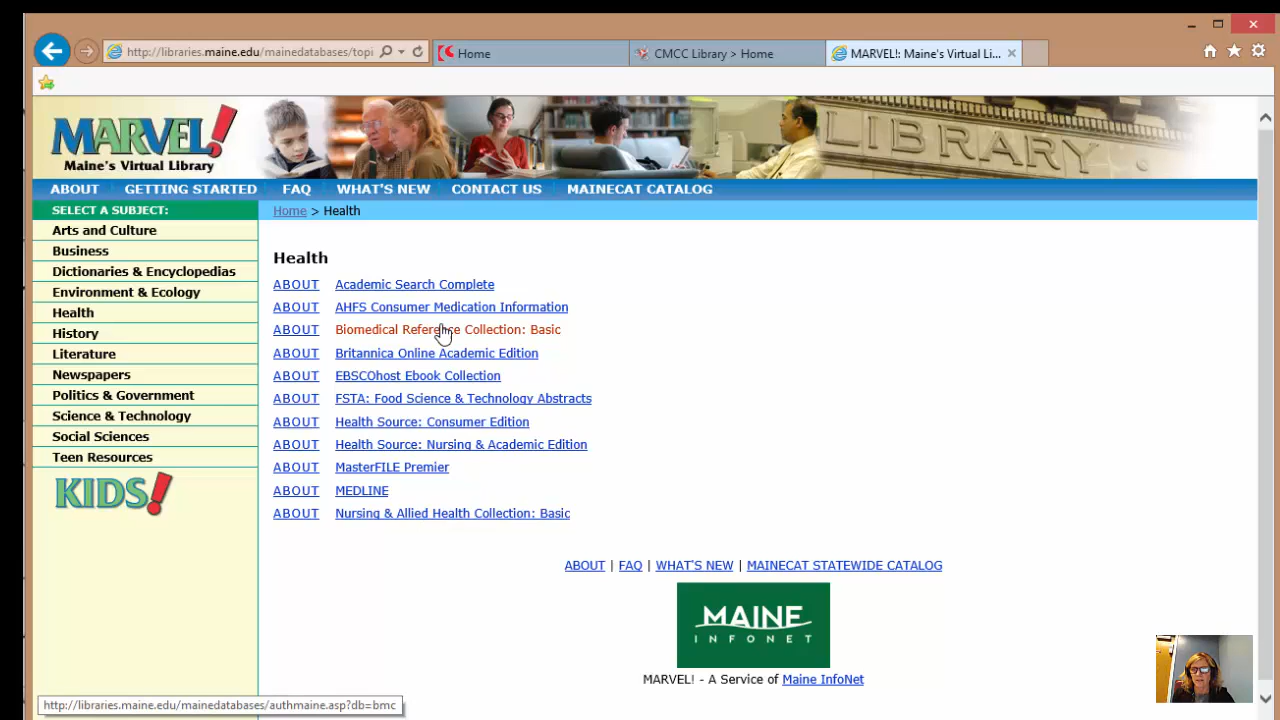 http://libraries.maine.edu/mainedatabases/topi
Home
CMCC Library > Home
MARVEL!: Maine's Virtual Li...
MARVEL!
Maine's Virtual Library
LIBRARY
ABOUT GETTING STARTED FAQ WHAT'S NEW CONTACT US MAINECAT CATALOG
SELECT A SUBJECT:
Arts and Culture
Business
Dictionaries & Encyclopedias
Environment & Ecology
Health
History
Literature
Newspapers
Politics & Government
Science & Technology
Social Sciences
Teen Resources
KIDS!
Home > Health
Health
ABOUT Academic Search Complete
ABOUT AHFS Consumer Medication Information
ABOUT Biomedical Reference Collection: Basic
ABOUT Britannica Online Academic Edition
ABOUT EBSCOhost Ebook Collection
ABOUT FSTA: Food Science & Technology Abstracts
ABOUT Health Source: Consumer Edition
ABOUT Health Source: Nursing & Academic Edition
ABOUT MasterFILE Premier
ABOUT MEDLINE
ABOUT Nursing & Allied Health Collection: Basic
ABOUT | FAQ | WHAT'S NEW | MAINECAT STATEWIDE CATALOG
MAINE
INFONET
MARVEL! - A Service of Maine InfoNet
http://libraries.maine.edu/mainedatabases/authmaine.asp?db=bmc